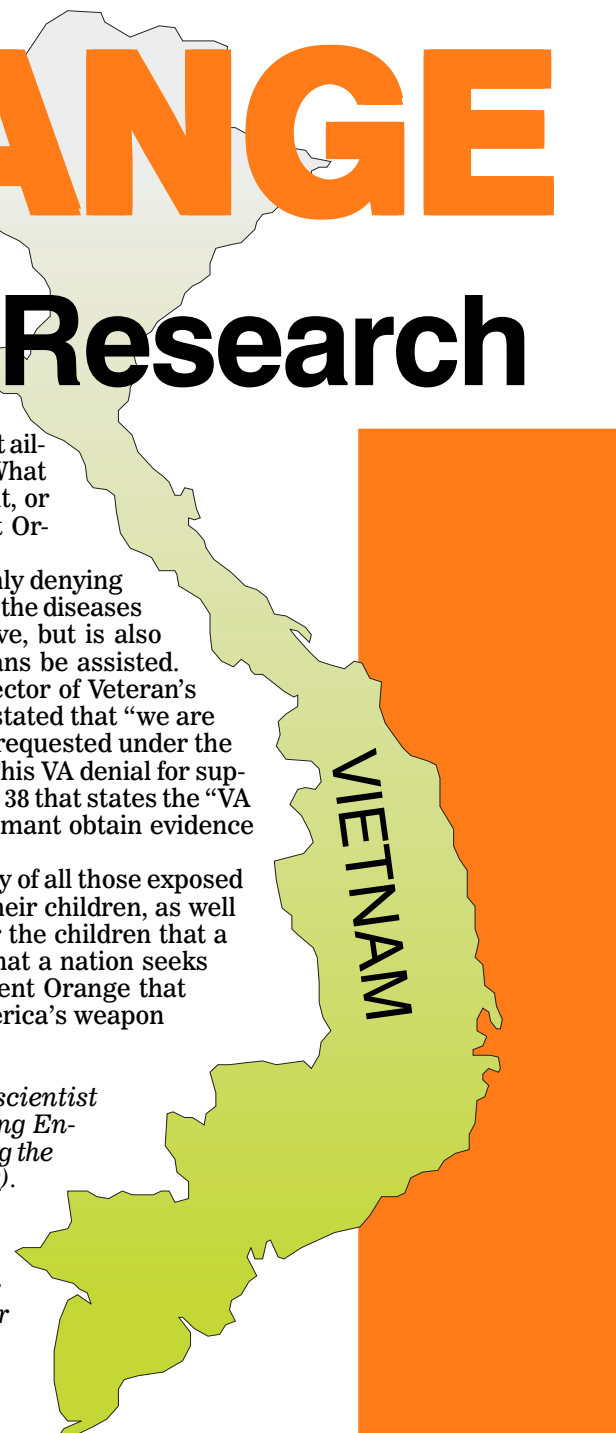 ANGE
Research
t ail-
What
t, or
t Or-
nly denying
the diseases
ve, but is also
ans be assisted.
ector of Veteran’s
stated that “we are
requested under the
This VA denial for sup-
38 that states the “VA
mant obtain evidence
y of all those exposed
heir children, as well
r the children that a
hat a nation seeks
ent Orange that
erica’s weapon
VIETNAM
scientist
ng En-
g the
).
r